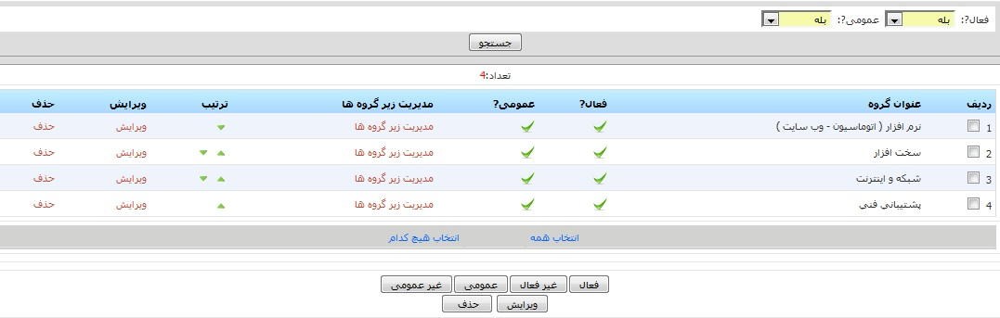 فعال?: بله عمومی?: بله
جستجو
تعداد:4
ردیف عنوان گروه فعال? عمومی? مدیریت زیر گروه ها ترتیب ویرایش حذف
1 نرم افزار ( اتوماسیون - وب سایت ) مدیریت زیر گروه ها ویرایش حذف
2 سخت افزار مدیریت زیر گروه ها ویرایش حذف
3 شبکه و اینترنت مدیریت زیر گروه ها ویرایش حذف
4 پشتیبانی فنی مدیریت زیر گروه ها ویرایش حذف
انتخاب همه انتخاب هیچ کدام
فعال غیر فعال عمومی غیر عمومی
ویرایش حذف